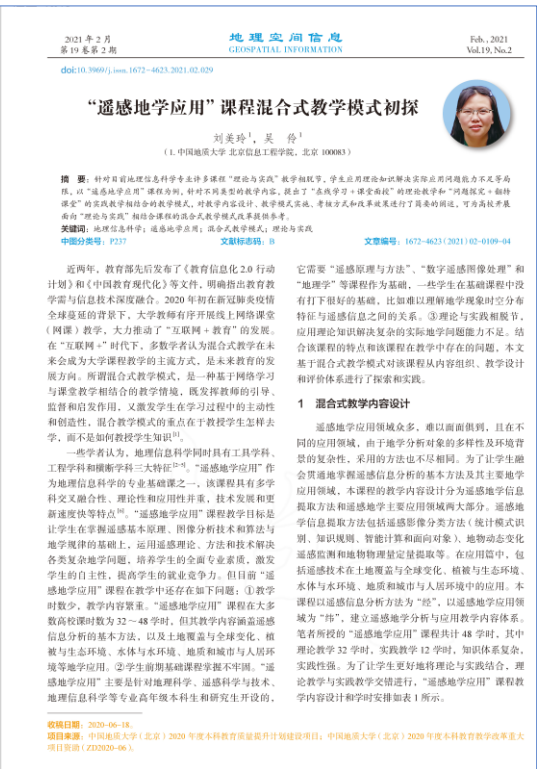 2021 年 2 月
第 19 卷第 2 期
地 理 空 间 信 息
GEOSPATIAL INFORMATION
Feb., 2021
Vol.19, No.2
doi:10.3969/j.issn.1672-4623.2021.02.029
“遥感地学应用”课程混合式教学模式初探
刘美玲¹，吴 伶¹
（1. 中国地质大学 北京信息工程学院，北京 100083）
摘 要：针对目前地理信息科学专业许多课程“理论与实践”教学相脱节，学生应用理论知识解决实际应用问题能力不足等局
限，以“遥感地学应用”课程为例，针对不同类型的教学内容，提出了“在线学习＋课堂面授”的理论教学和“问题探究＋翻转
课堂”的实践教学相结合的教学模式，对教学内容设计、教学模式实施、考核方式和改革效果进行了简要的阐述，可为高校开展
面向“理论与实践”相结合课程的混合式教学模式改革提供参考。
关键词：地理信息科学；遥感地学应用；混合式教学模式；理论与实践
中图分类号：P237 文献标志码：B 文章编号：1672-4623（2021）02-0109-04
近两年，教育部先后发布了《教育信息化 2.0 行动
计划》和《中国教育现代化》等文件，明确指出教育教
学需与信息技术深度融合。2020 年初在新冠肺炎疫情
全球蔓延的背景下，大学教师有序开展线上网络课堂
（网课）教学，大力推动了“互联网 + 教育”的发展。
在“互联网 +”时代下，多数学者认为混合式教学在未
来会成为大学课程教学的主流方式，是未来教育的发
展方向。所谓混合式教学模式，是一种基于网络学习
与课堂教学相结合的教学情境，既发挥教师的引导、
监督和启发作用，又激发学生在学习过程中的主动性
和创造性，混合教学模式的重点在于教授学生怎样去
学，而不是如何教授学生知识[1]。
一些学者认为，地理信息科学同时具有工具学科、
工程学科和横断学科三大特征[2-5]。“遥感地学应用”作
为地理信息科学的专业基础课之一，该课程具有多学
科交叉融合性、理论性和应用性并重，技术发展和更
新速度快等特点[6]。“遥感地学应用”课程教学目标是
让学生在掌握遥感基本原理、图像分析技术和算法与
地学规律的基础上，运用遥感理论、方法和技术解决
各类复杂地学问题，培养学生的全面专业素质，激发
学生的自主性，提高学生的就业竞争力。但目前“遥
感地学应用”课程在教学中还存在如下问题：①教学
时数少，教学内容繁重。“遥感地学应用”课程在大多
数高校课时数为 32～48 学时，但其教学内容涵盖遥感
信息分析的基本方法，以及土地覆盖与全球变化、植
被与生态环境、水体与水环境、地质和城市与人居环
境等地学应用。②学生前期基础课程掌握不牢固。“遥
感地学应用”主要是针对地理科学、遥感科学与技术、
地理信息科学等专业高年级本科生和研究生开设的，
它需要“遥感原理与方法”、“数字遥感图像处理”和
“地理学”等课程作为基础，一些学生在基础课程中没
有打下很好的基础，比如难以理解地学现象时空分布
特征与遥感信息之间的关系。③理论与实践相脱节，
应用理论知识解决复杂的实际地学问题能力不足。结
合该课程的特点和该课程在教学中存在的问题，本文
基于混合式教学模式对该课程从内容组织、教学设计
和评价体系进行了探索和实践。
1 混合式教学内容设计
遥感地学应用领域众多，难以面面俱到，且在不
同的应用领域，由于地学分析对象的多样性及环境背
景的复杂性，采用的方法也不尽相同。为了让学生融
会贯通地掌握遥感信息分析的基本方法及其主要地学
应用领域，本课程的教学内容设计分为遥感地学信息
提取方法和遥感地学主要应用领域两大部分。遥感地
学信息提取方法包括遥感影像分类方法（统计模式识
别、知识规则、智能计算和面向对象）、地物动态变化
遥感监测和地物物理量定量提取等。在应用篇中，包
括遥感技术在土地覆盖与全球变化、植被与生态环境、
水体与水环境、地质和城市与人居环境中的应用。本
课程以遥感信息分析方法为“经”，以遥感地学应用领
域为“纬”，建立遥感地学分析与应用教学内容体系。
笔者所授的“遥感地学应用”课程共计 48 学时，其中
理论教学 32 学时，实践教学 12 学时，知识体系复杂，
实践性强。为了让学生更好地将理论与实践结合，理
论教学与实践教学交错进行，“遥感地学应用”课程教
学内容设计和学时安排如表 1 所示。
收稿日期：2020-06-18。
项目来源：中国地质大学（北京）2020 年度本科教育质量提升计划建设项目；中国地质大学（北京）2020 年度本科教育教学改革重大
项目资助（ZD2020-06）.